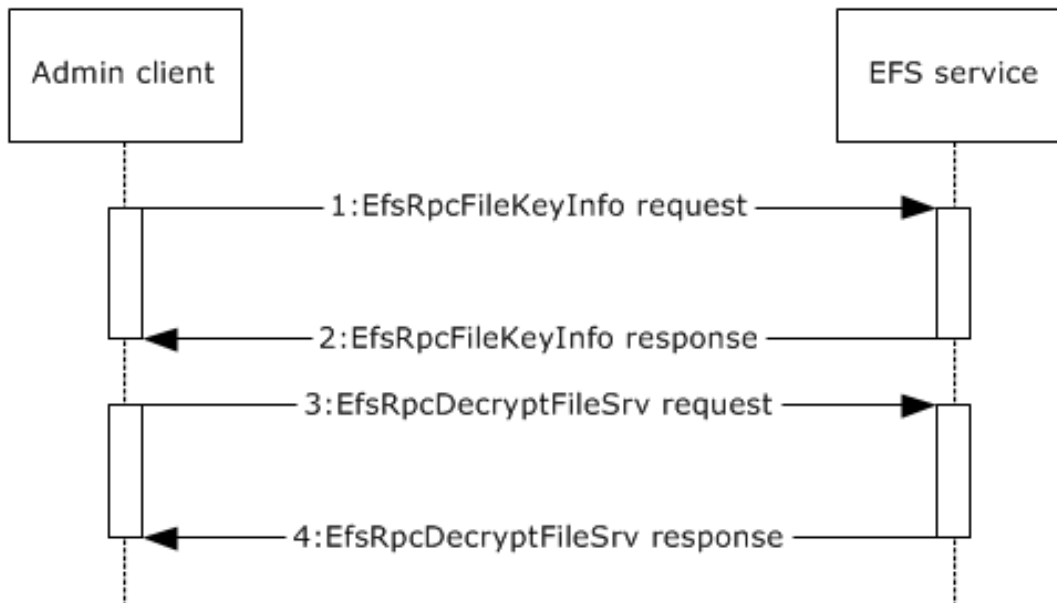 Admin client
EFS service
1:EfsRpcFileKeyInfo request
2:EfsRpcFileKeyInfo response
3:EfsRpcDecryptFileSrv request
4:EfsRpcDecryptFileSrv response